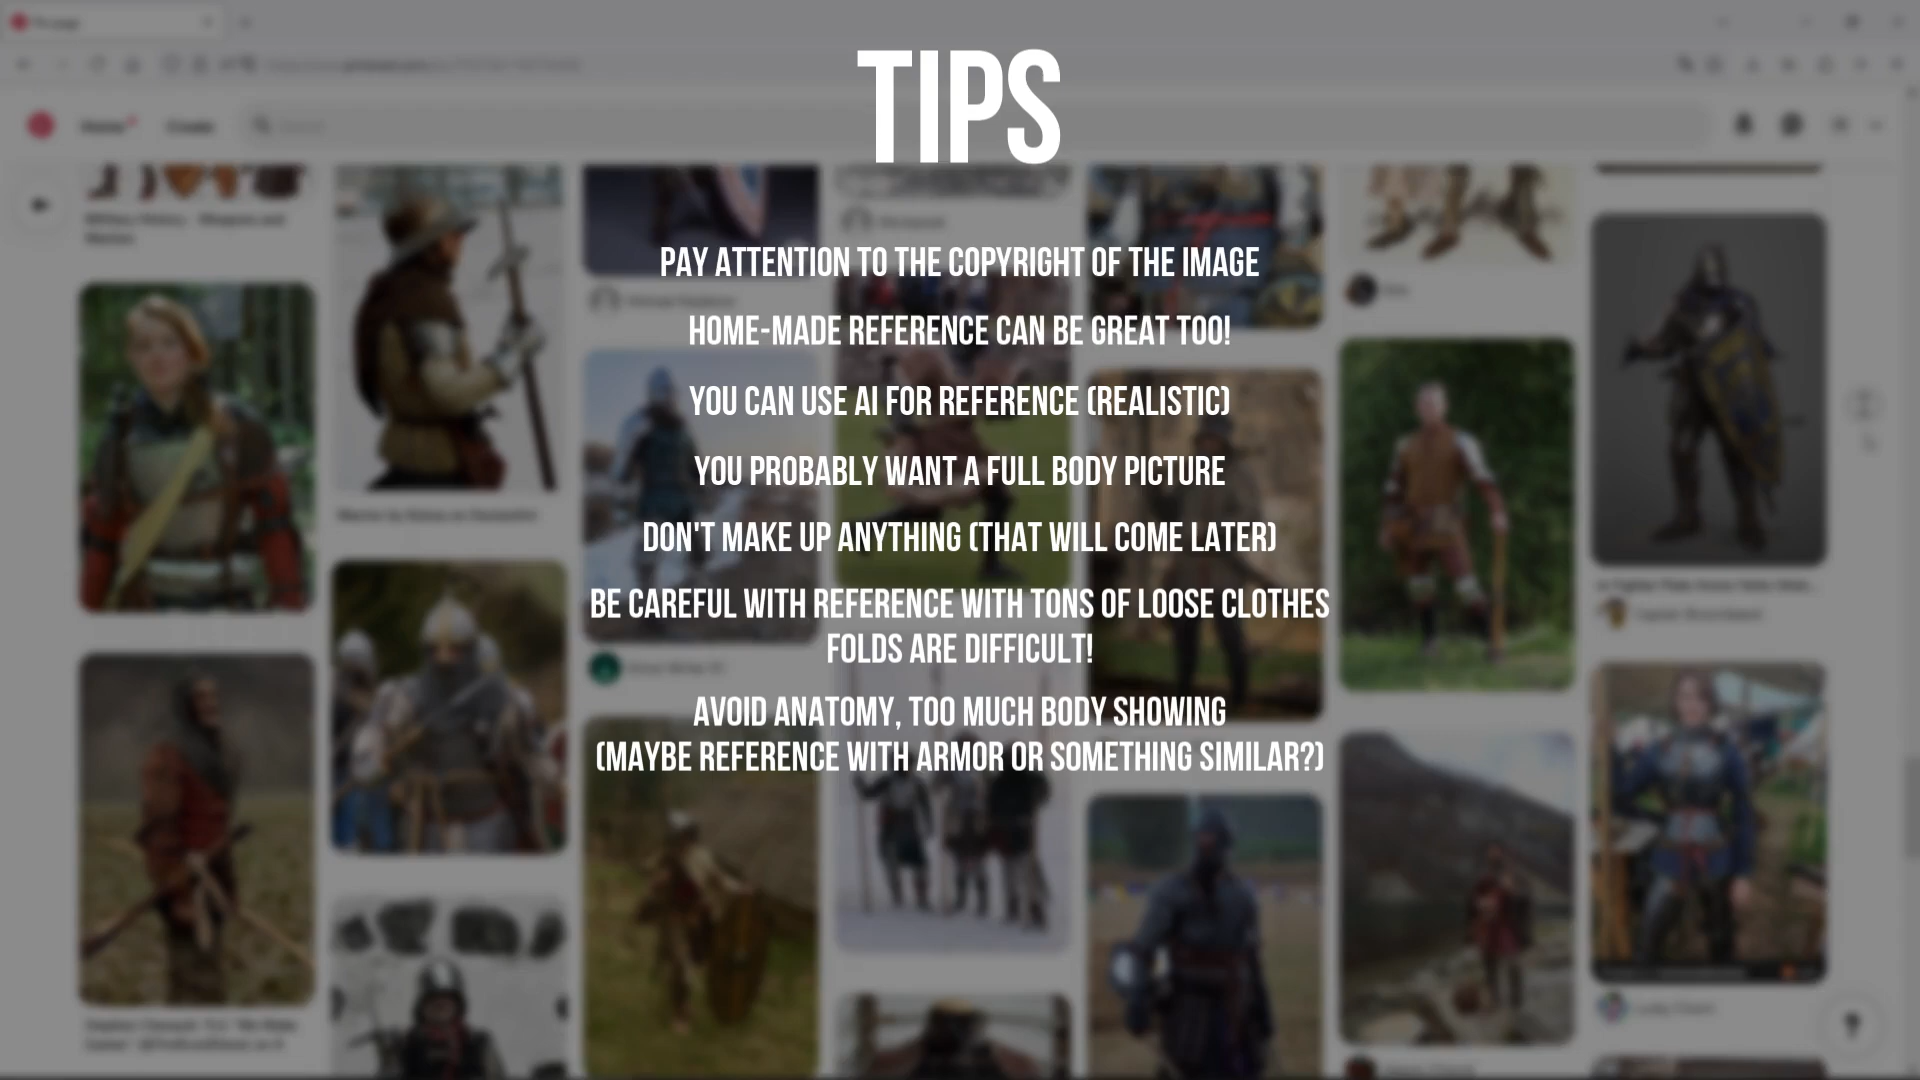 Home
Create
TIPS
PAY ATTENTION TO THE COPYRIGHT OF THE IMAGE
HOME-MADE REFERENCE CAN BE GREAT TOO!
YOU CAN USE AI FOR REFERENCE (REALISTIC)
YOU PROBABLY WANT A FULL BODY PICTURE
DON'T MAKE UP ANYTHING (THAT WILL COME LATER)
BE CAREFUL WITH REFERENCE WITH TONS OF LOOSE CLOTHES
FOLDS ARE DIFFICULT!
AVOID ANATOMY, TOO MUCH BODY SHOWING
(MAYBE REFERENCE WITH ARMOR OR SOMETHING SIMILAR?)